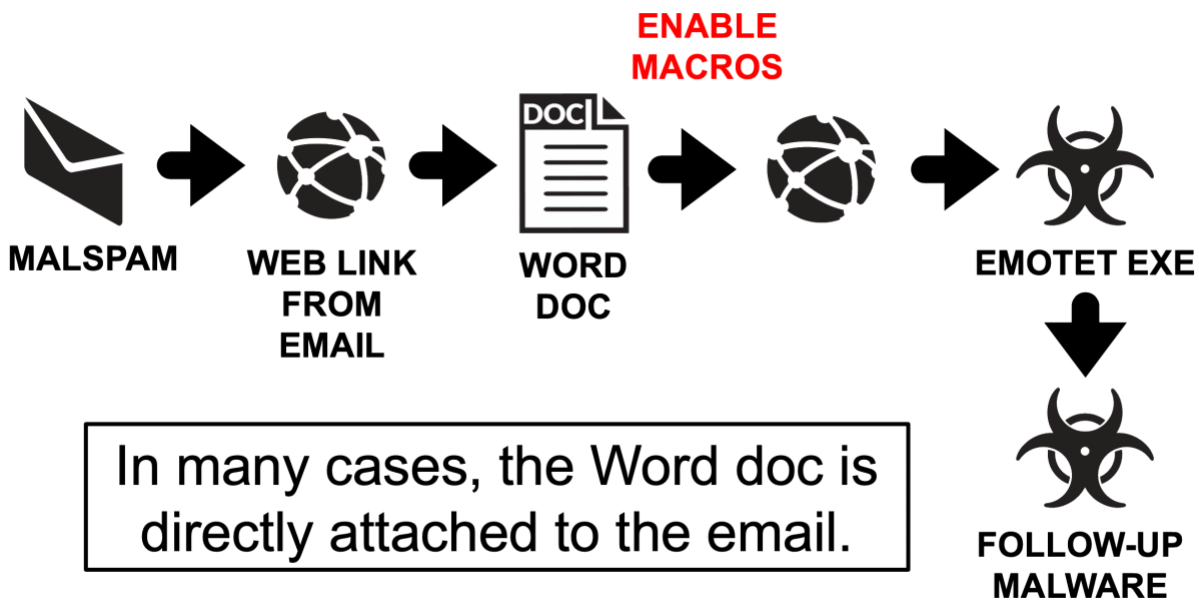 ENABLE
MACROS
DOC
MALSPAM
WEB LINK
FROM
EMAIL
WORD
DOC
EMOTET EXE
In many cases, the Word doc is
directly attached to the email.
FOLLOW-UP
MALWARE